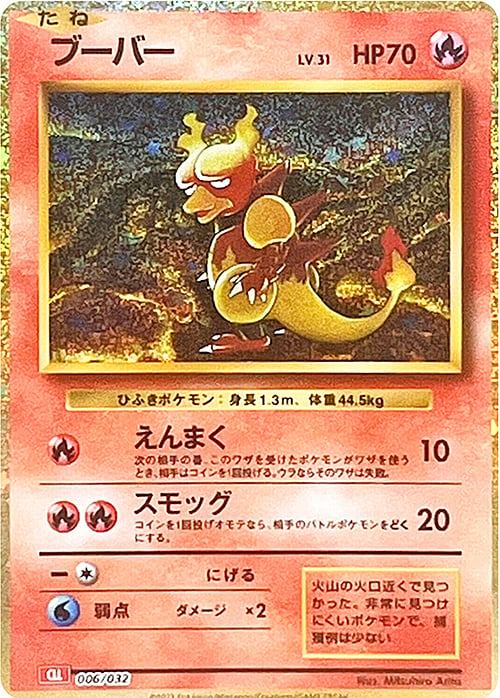 たね
ブーバー LV.31 HP70
ひふきポケモン：身長1.3m、体重44.5kg
えんまく 10
次の相手の番、このワザを受けたポケモンがワザを使う
とき、相手はコインを1回投げる。ウラならそのワザは失敗。
スモッグ 20
コインを1回投げオモテなら、相手のバトルポケモンをどく
にする。
にげる
弱点 ダメージ ×2
火山の火口近くで見つ
かった。非常に見つけ
にくいポケモンで、捕
獲例は少ない。
CLL 006/032
Illus. Mitsuhiro Arita